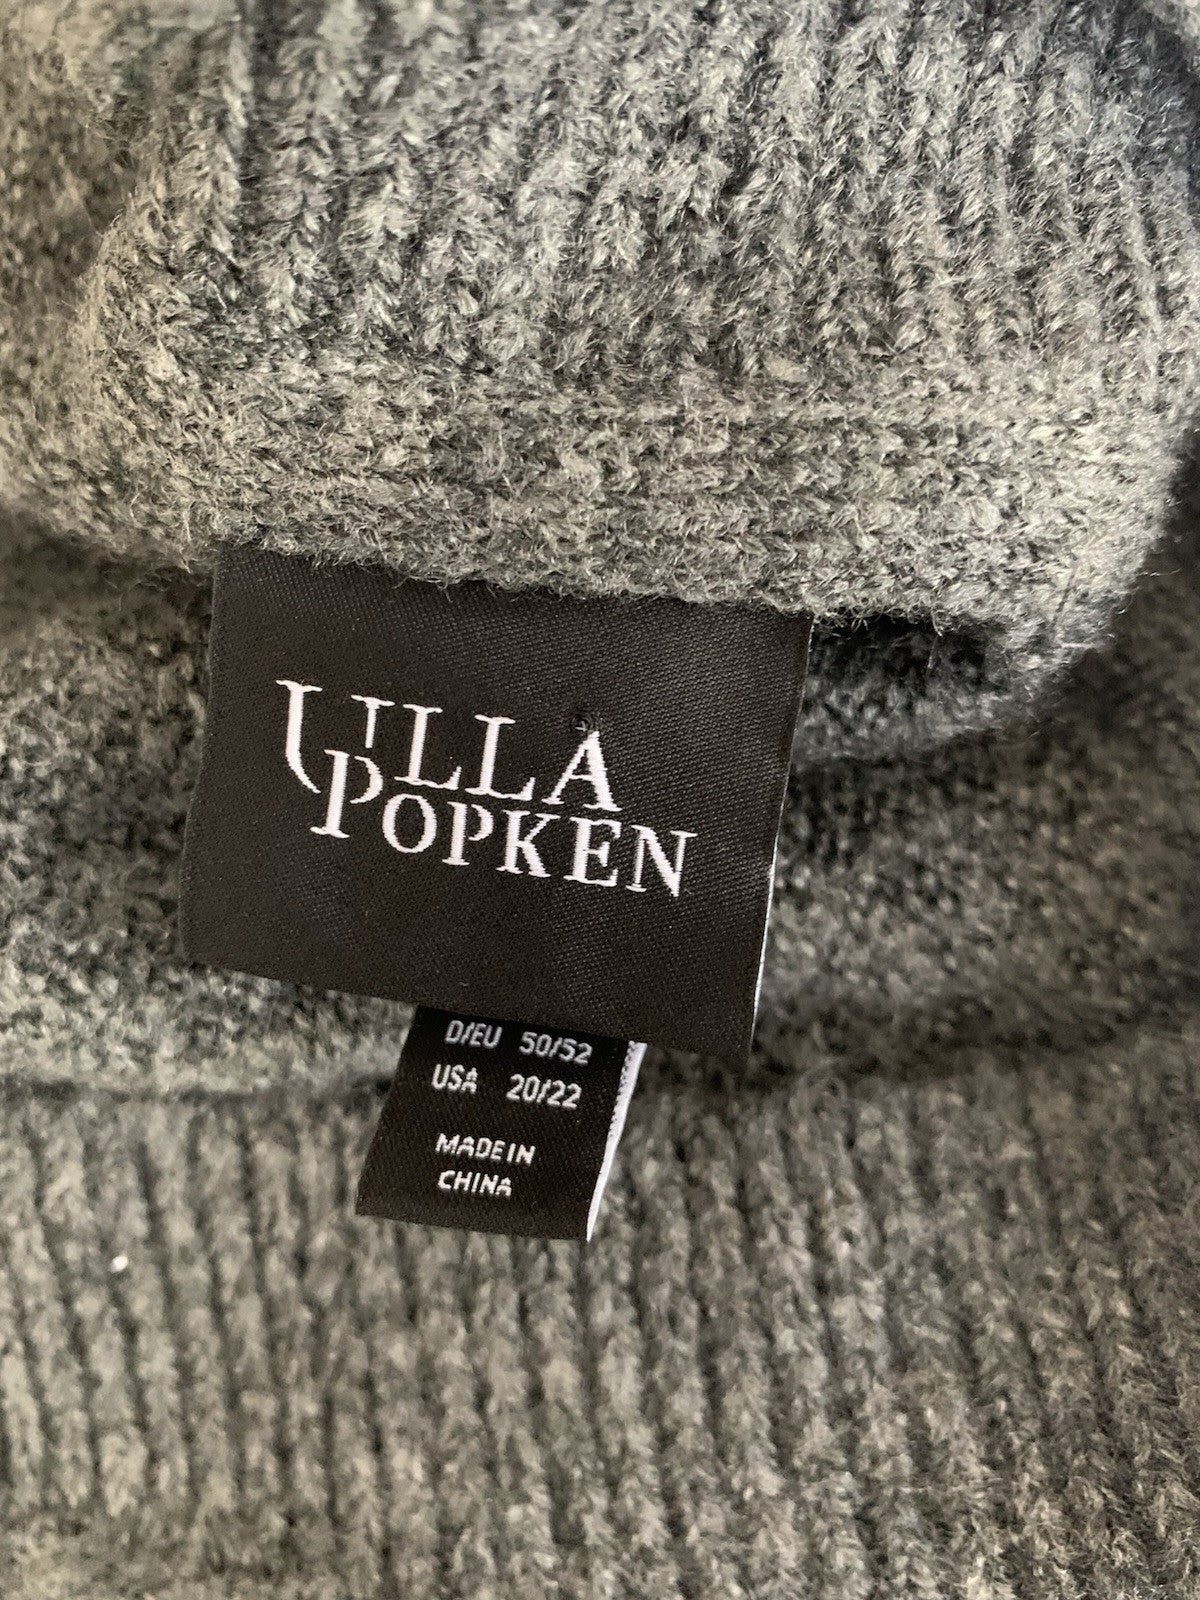 ULLA
POPKEN
D/EU 50/52
USA 20/22
MADE IN
CHINA